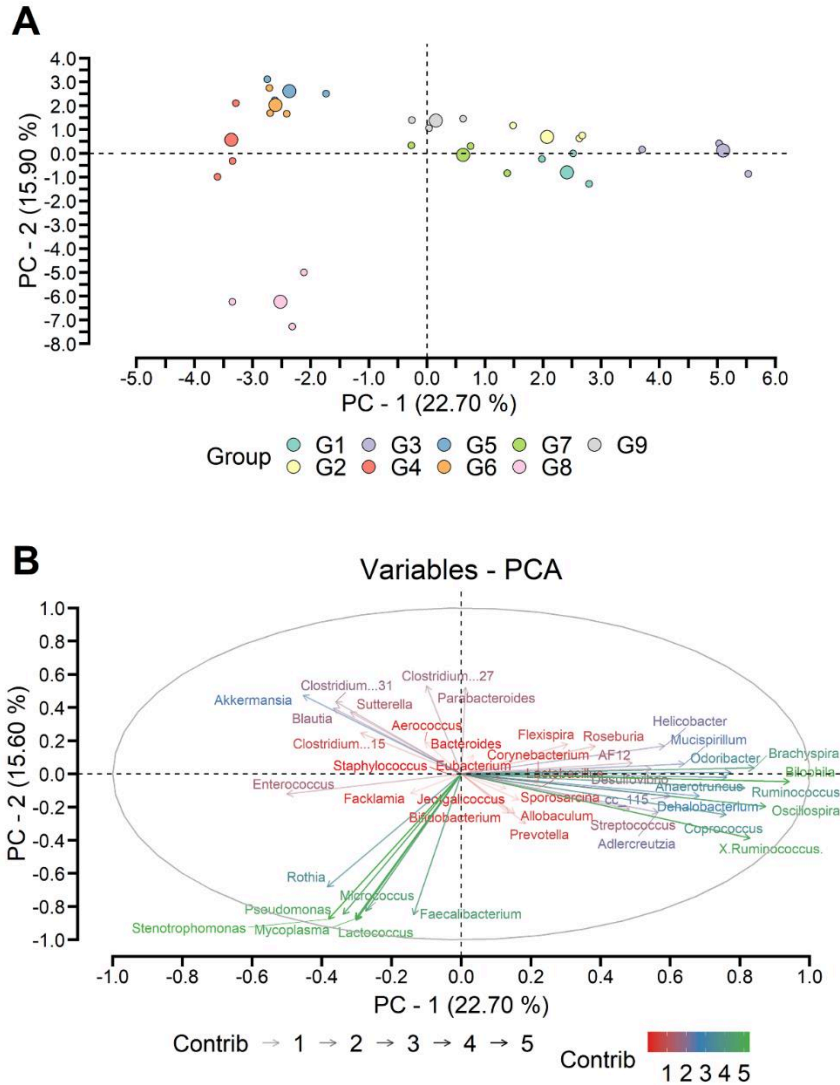 A
4.0
3.0
2.0
1.0
0.0
-1.0
-2.0
-3.0
-4.0
-5.0
-6.0
-7.0
-8.0
PC - 2 (15.90 %)
-5.0 -4.0 -3.0 -2.0 -1.0 0.0 1.0 2.0 3.0 4.0 5.0 6.0
PC - 1 (22.70 %)
Group G1 G3 G5 G7 G9
G2 G4 G6 G8
B
Variables - PCA
1.0
0.8
0.6
0.4
0.2
0.0
-0.2
-0.4
-0.6
-0.8
-1.0
PC - 2 (15.60 %)
Clostridium...27
Clostridium...31
Akkermansia
Sutterella
Parabacteroides
Blautia
Aerococcus
Helicobacter
Flexispira
Roseburia
Clostridium...15
Bacteroides
Mucispirillum
Corynebacterium
AF12
Odoribacter
Brachyspira
Staphylococcus
Eubacterium
Lactobacillus
Desulfovibrio
Bilophila
Enterococcus
Anaerotruncus
Ruminococcus
Facklamia
Jeotgalicoccus
Sporosarcina
cc_115
Dehalobacterium
Oscillospira
Bifidobacterium
Allobaculum
Streptococcus
Coprococcus
Prevotella
Adlercreutzia
X.Ruminococcus.
Rothia
Micrococcus
Pseudomonas
Faecalibacterium
Stenotrophomonas
Mycoplasma
Lactococcus
-1.0 -0.8 -0.6 -0.4 -0.2 0.0 0.2 0.4 0.6 0.8 1.0
PC - 1 (22.70 %)
Contrib 1 2 3 4 5
Contrib
1 2 3 4 5